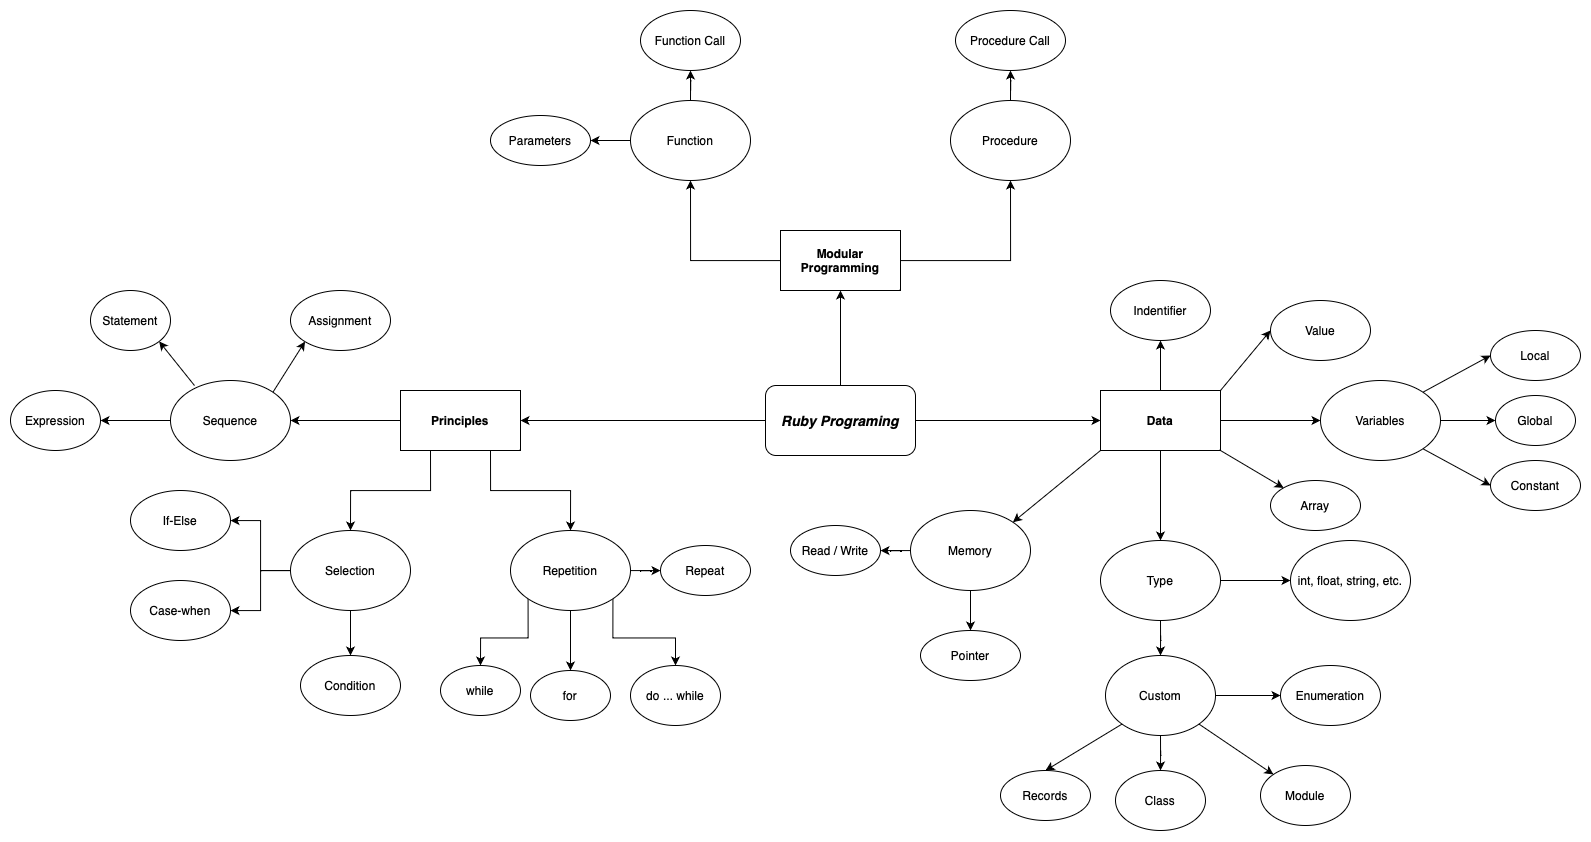 Function Call
Procedure Call
Parameters
Function
Procedure
Modular
Programming
Statement
Assignment
Indentifier
Value
Local
Expression
Sequence
Principles
Ruby Programing
Data
Variables
Global
Constant
Array
If-Else
Selection
Case-when
Condition
Repetition
Repeat
while
for
do ... while
Read / Write
Memory
Pointer
Type
int, float, string, etc.
Custom
Enumeration
Records
Class
Module